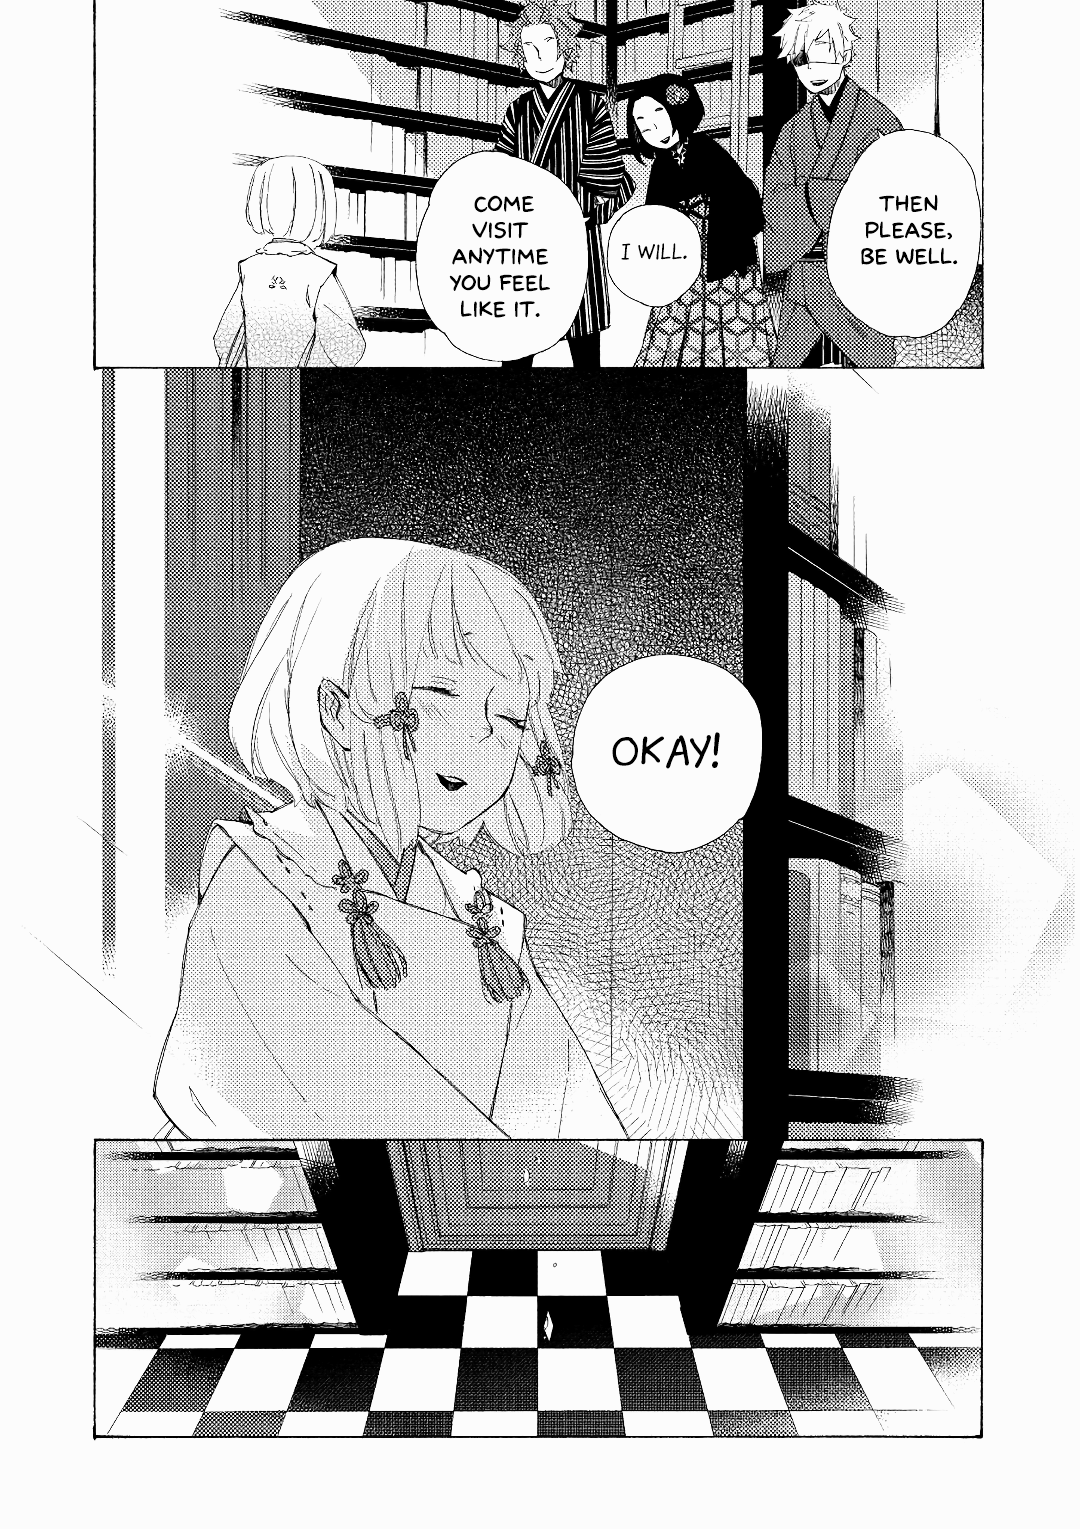 THEN
PLEASE,
BE WELL.
I WILL.
COME
VISIT
ANYTIME
YOU FEEL
LIKE IT.
OKAY!